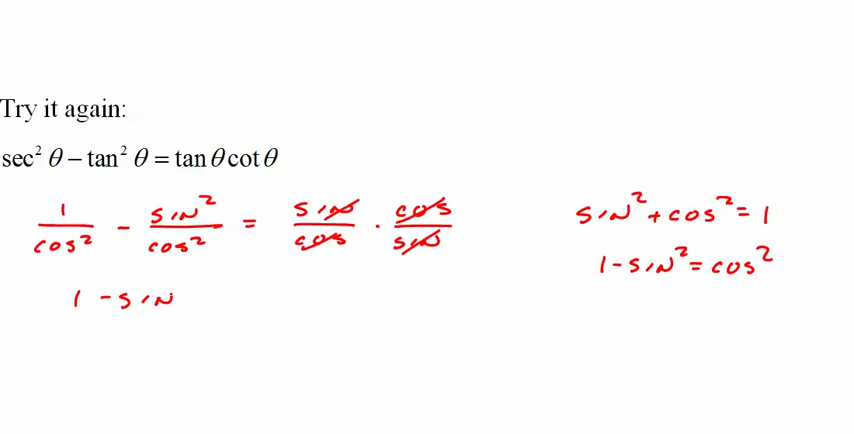 Try it again:
sec² θ − tan² θ = tan θ cot θ
1/cos² − sin²/cos² = sin/cos · cos/sin
sin² + cos² = 1
1 − sin² = cos²
1 − sin